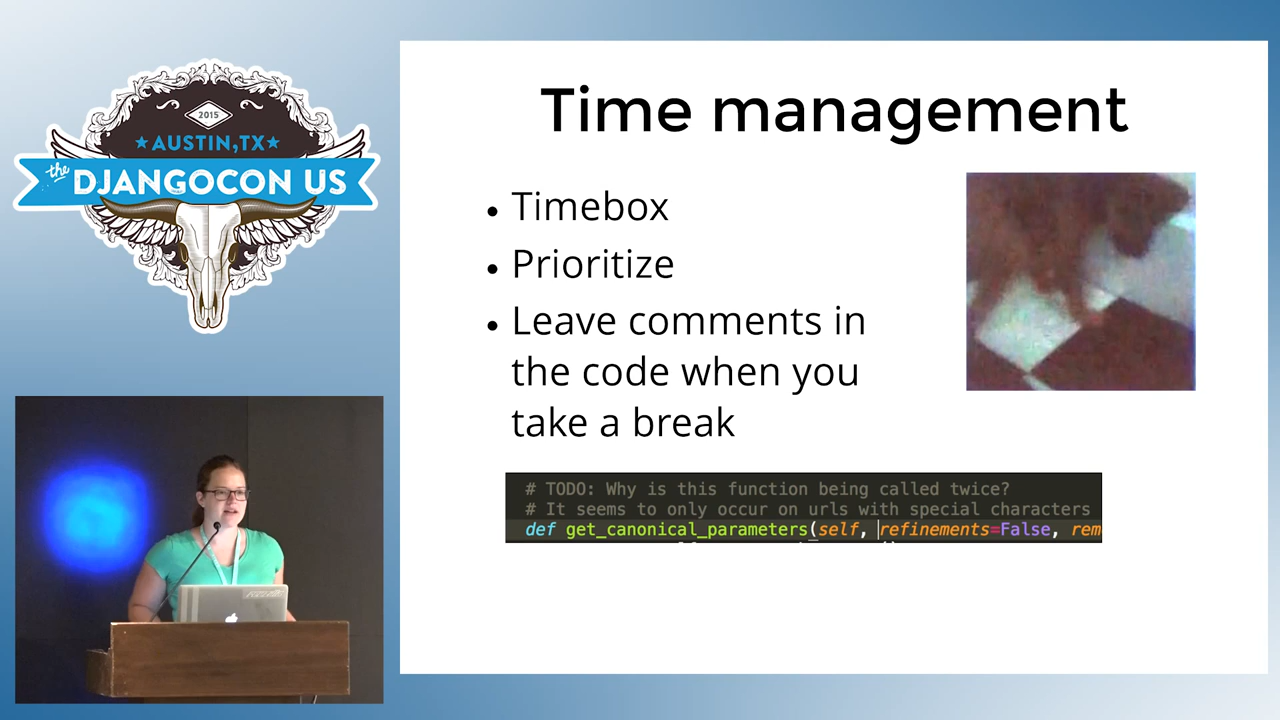 2015
AUSTIN, TX
the
DJANGOCON US
Time management
• Timebox
• Prioritize
• Leave comments in
the code when you
take a break
# TODO: Why is this function being called twice?
# It seems to only occur on urls with special characters
def get_canonical_parameters(self, refinements=False, rem